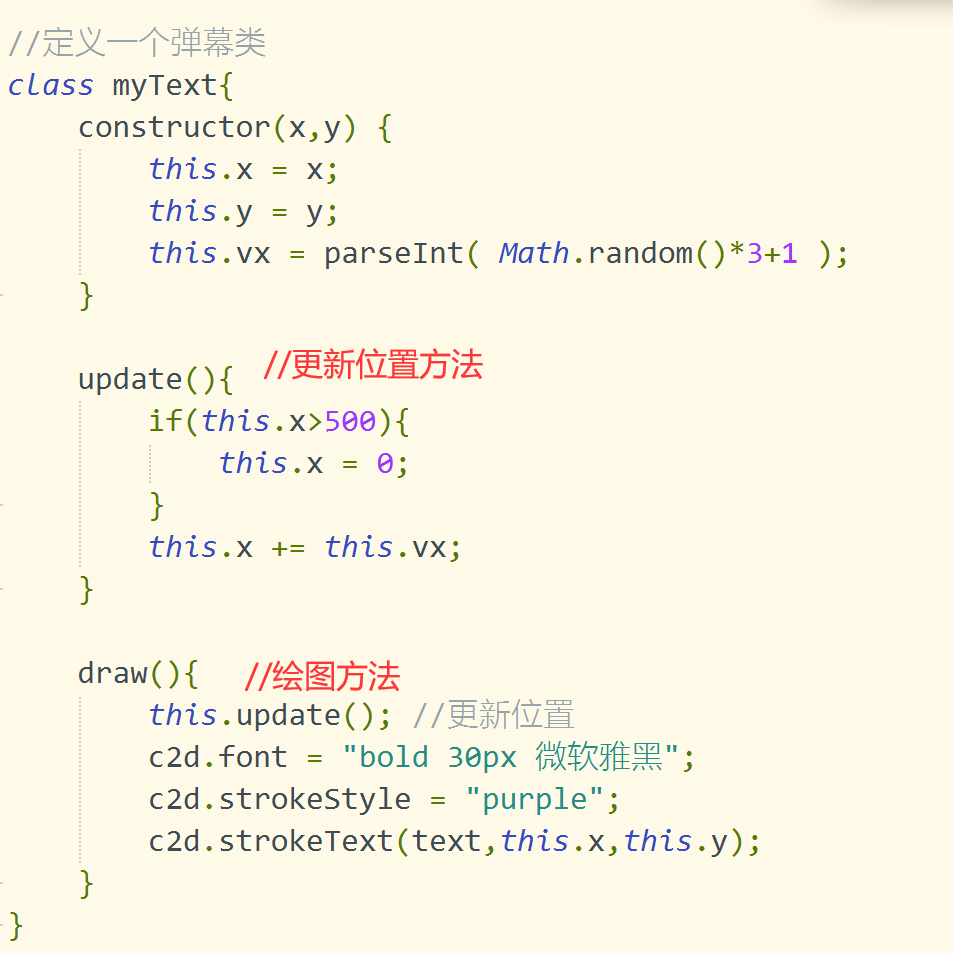 //定义一个弹幕类
class myText{
constructor(x,y) {
this.x = x;
this.y = y;
this.vx = parseInt( Math.random()*3+1 );
}
update(){ //更新位置方法
if(this.x>500){
this.x = 0;
}
this.x += this.vx;
}
draw(){ //绘图方法
this.update(); //更新位置
c2d.font = "bold 30px 微软雅黑";
c2d.strokeStyle = "purple";
c2d.strokeText(text,this.x,this.y);
}
}